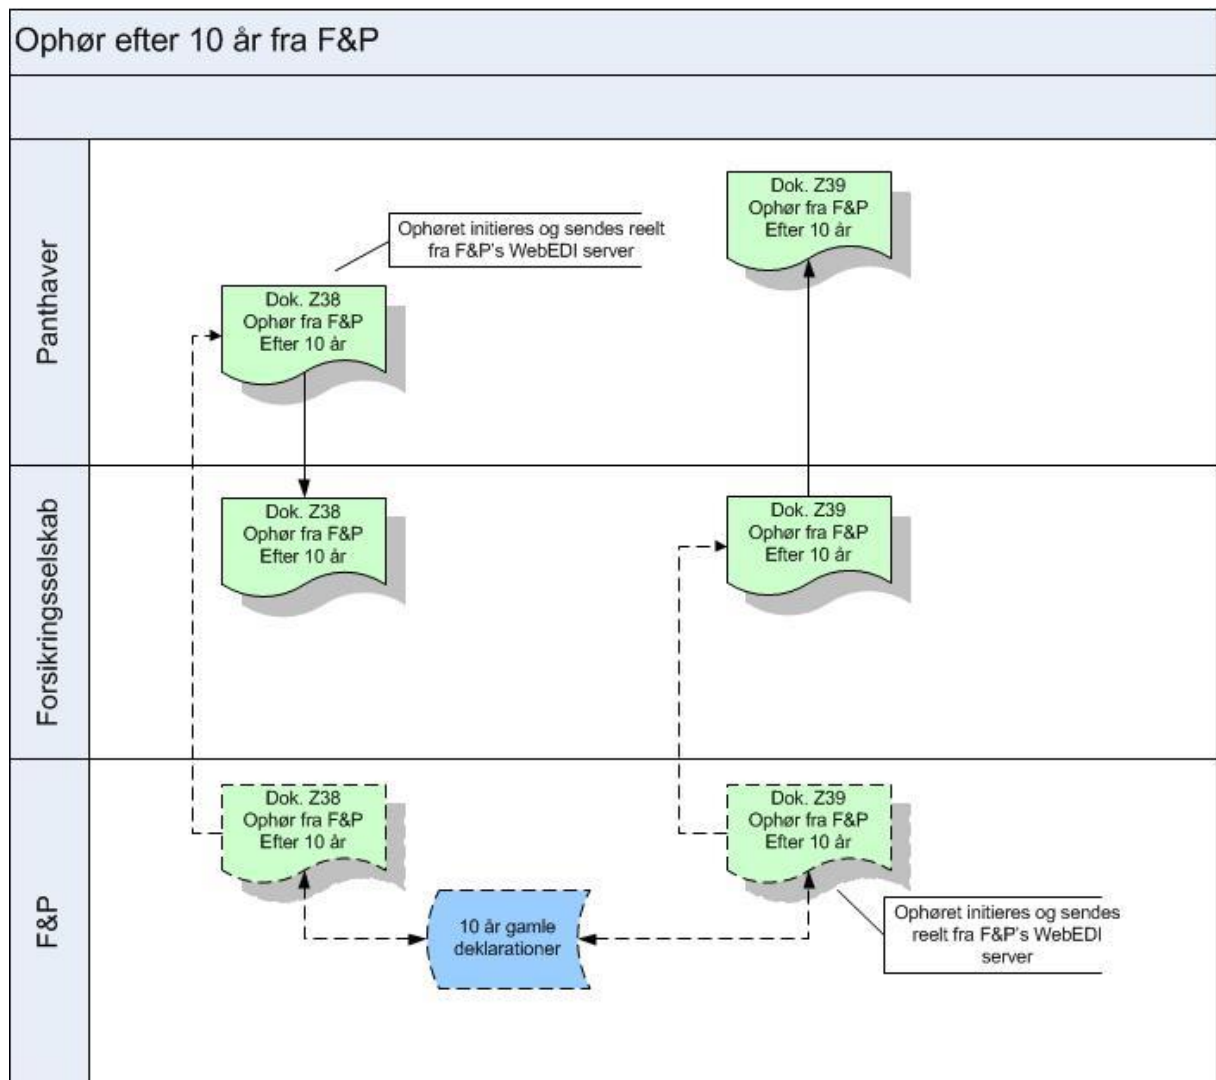 Ophør efter 10 år fra F&P
Panthaver
Ophøret initieres og sendes reelt
fra F&P's WebEDI server
Dok. Z38
Ophør fra F&P
Efter 10 år
Dok. Z39
Ophør fra F&P
Efter 10 år
Forsikringsselskab
Dok. Z38
Ophør fra F&P
Efter 10 år
Dok. Z39
Ophør fra F&P
Efter 10 år
F&P
Dok. Z38
Ophør fra F&P
Efter 10 år
10 år gamle
deklarationer
Dok. Z39
Ophør fra F&P
Efter 10 år
Ophøret initieres og sendes
reelt fra F&P's WebEDI
server